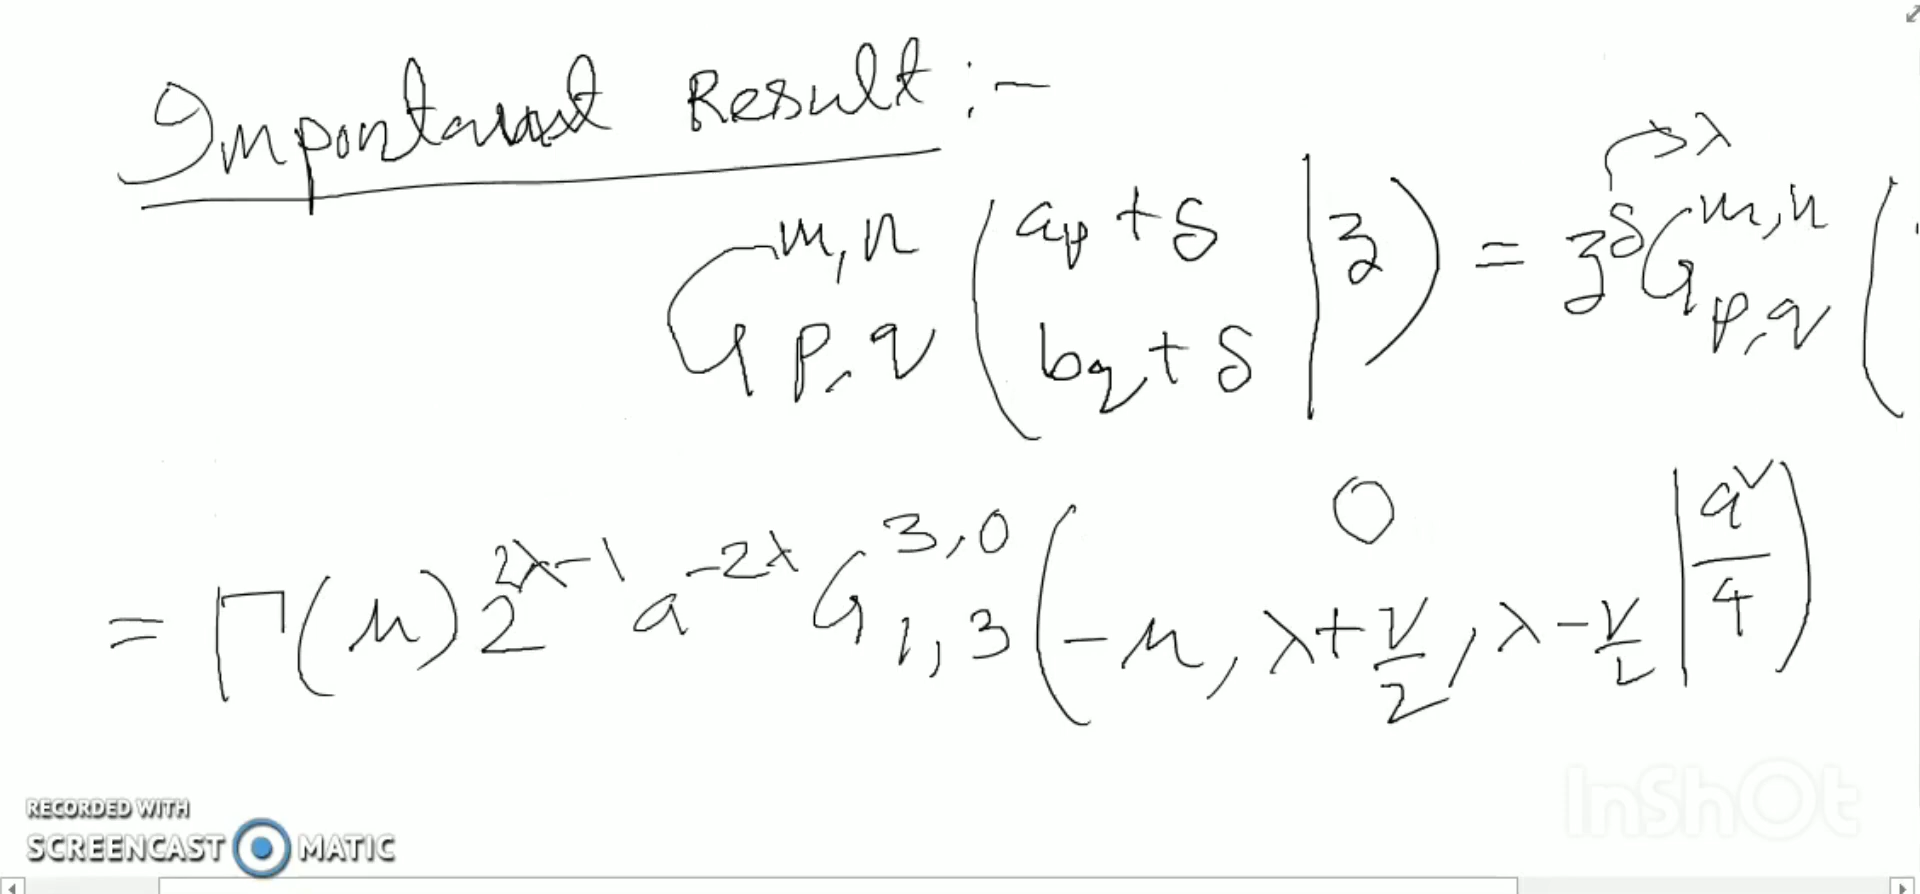 Important Result :-
→ λ
G^{m,n}_{p,q} ( a_p + δ | z ) = z^δ G^{m,n}_{p,q} (
b_q + δ
= Γ(μ) 2^{2λ-1} a^{-2λ} G^{3,0}_{1,3} ( 0 | a²/4 )
-μ, λ+ν/2, λ-ν/2
InShOt
RECORDED WITH
SCREENCAST MATIC